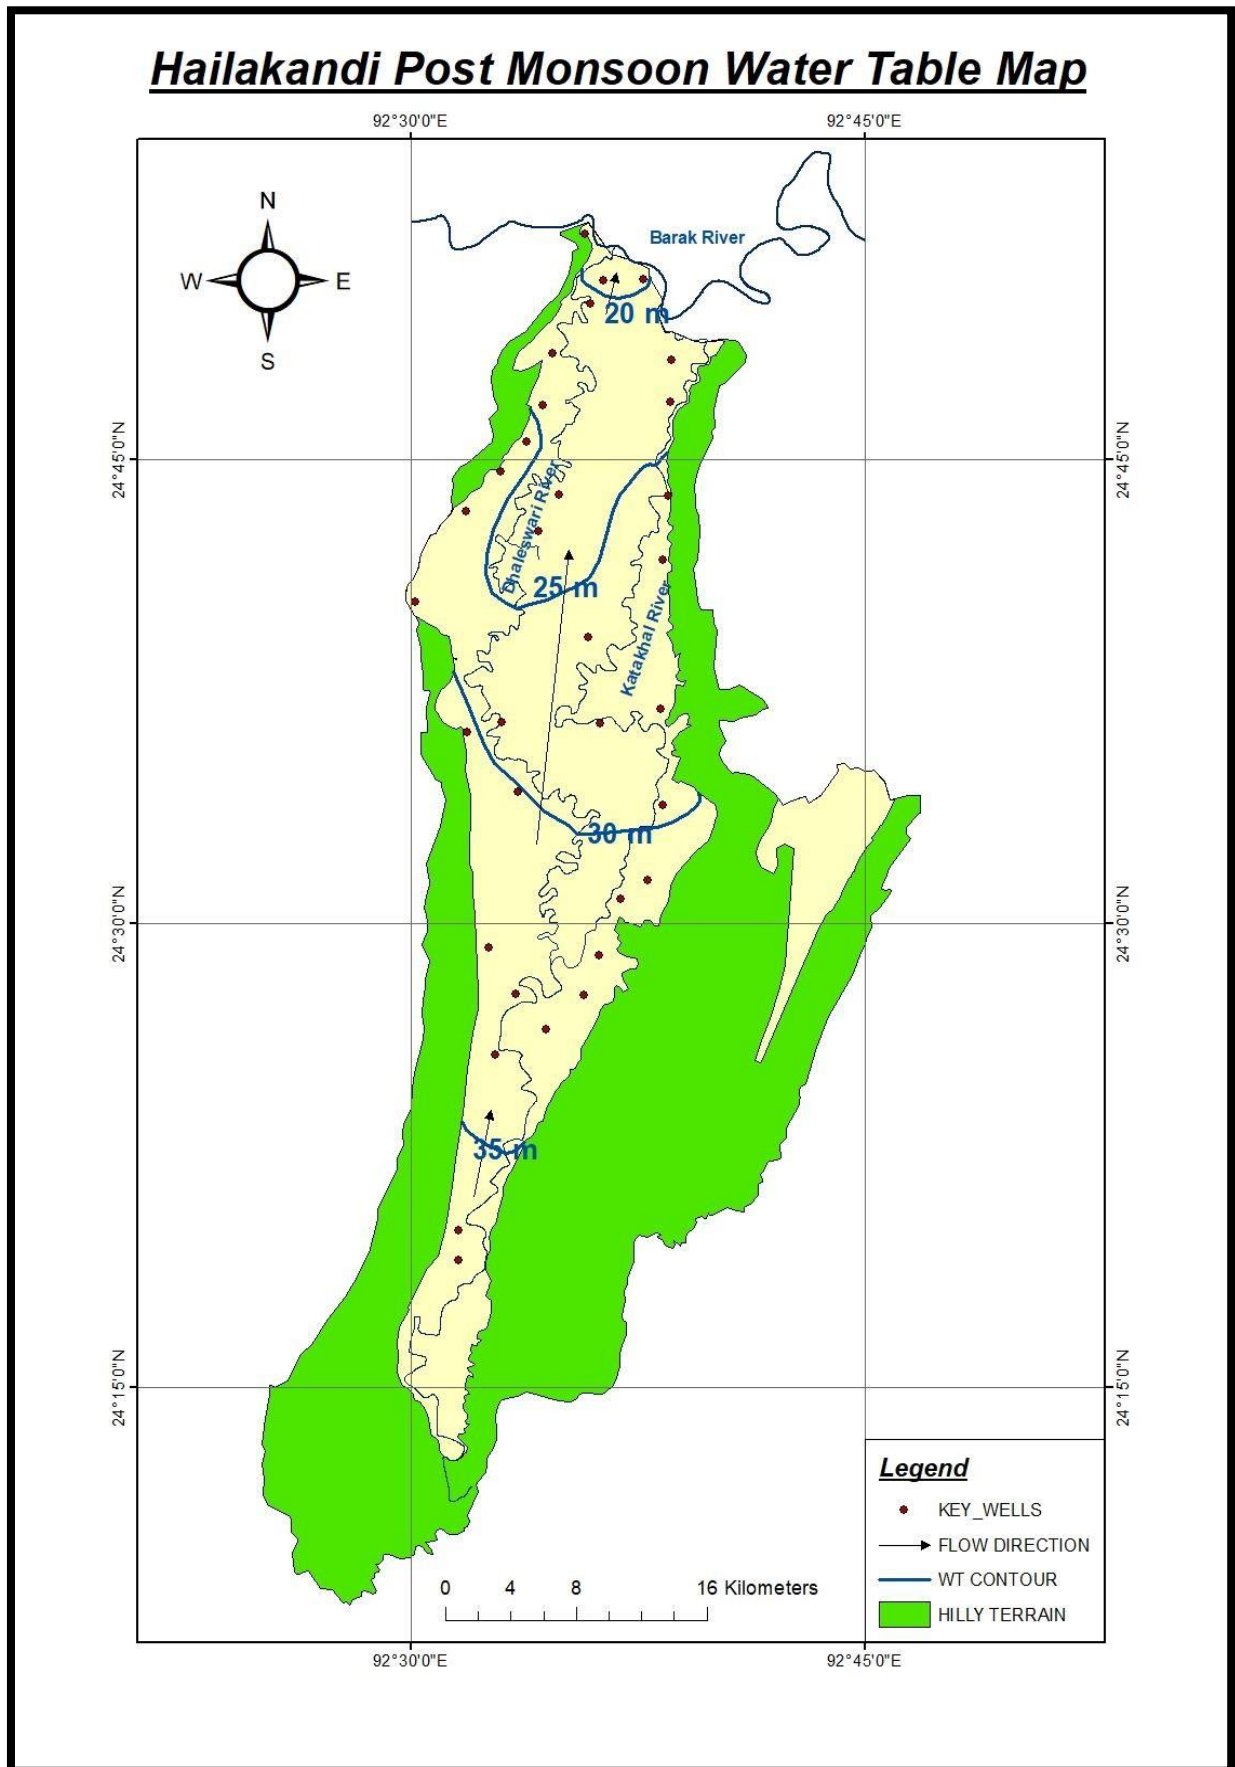 Hailakandi Post Monsoon Water Table Map
92°30'0"E
92°45'0"E
N
W
E
S
Barak River
20 m
24°45'0"N
24°45'0"N
Dhaleswari River
25 m
Katakhal River
30 m
24°30'0"N
24°30'0"N
35 m
24°15'0"N
24°15'0"N
Legend
KEY_WELLS
FLOW DIRECTION
WT CONTOUR
HILLY TERRAIN
0 4 8 16 Kilometers
92°30'0"E
92°45'0"E